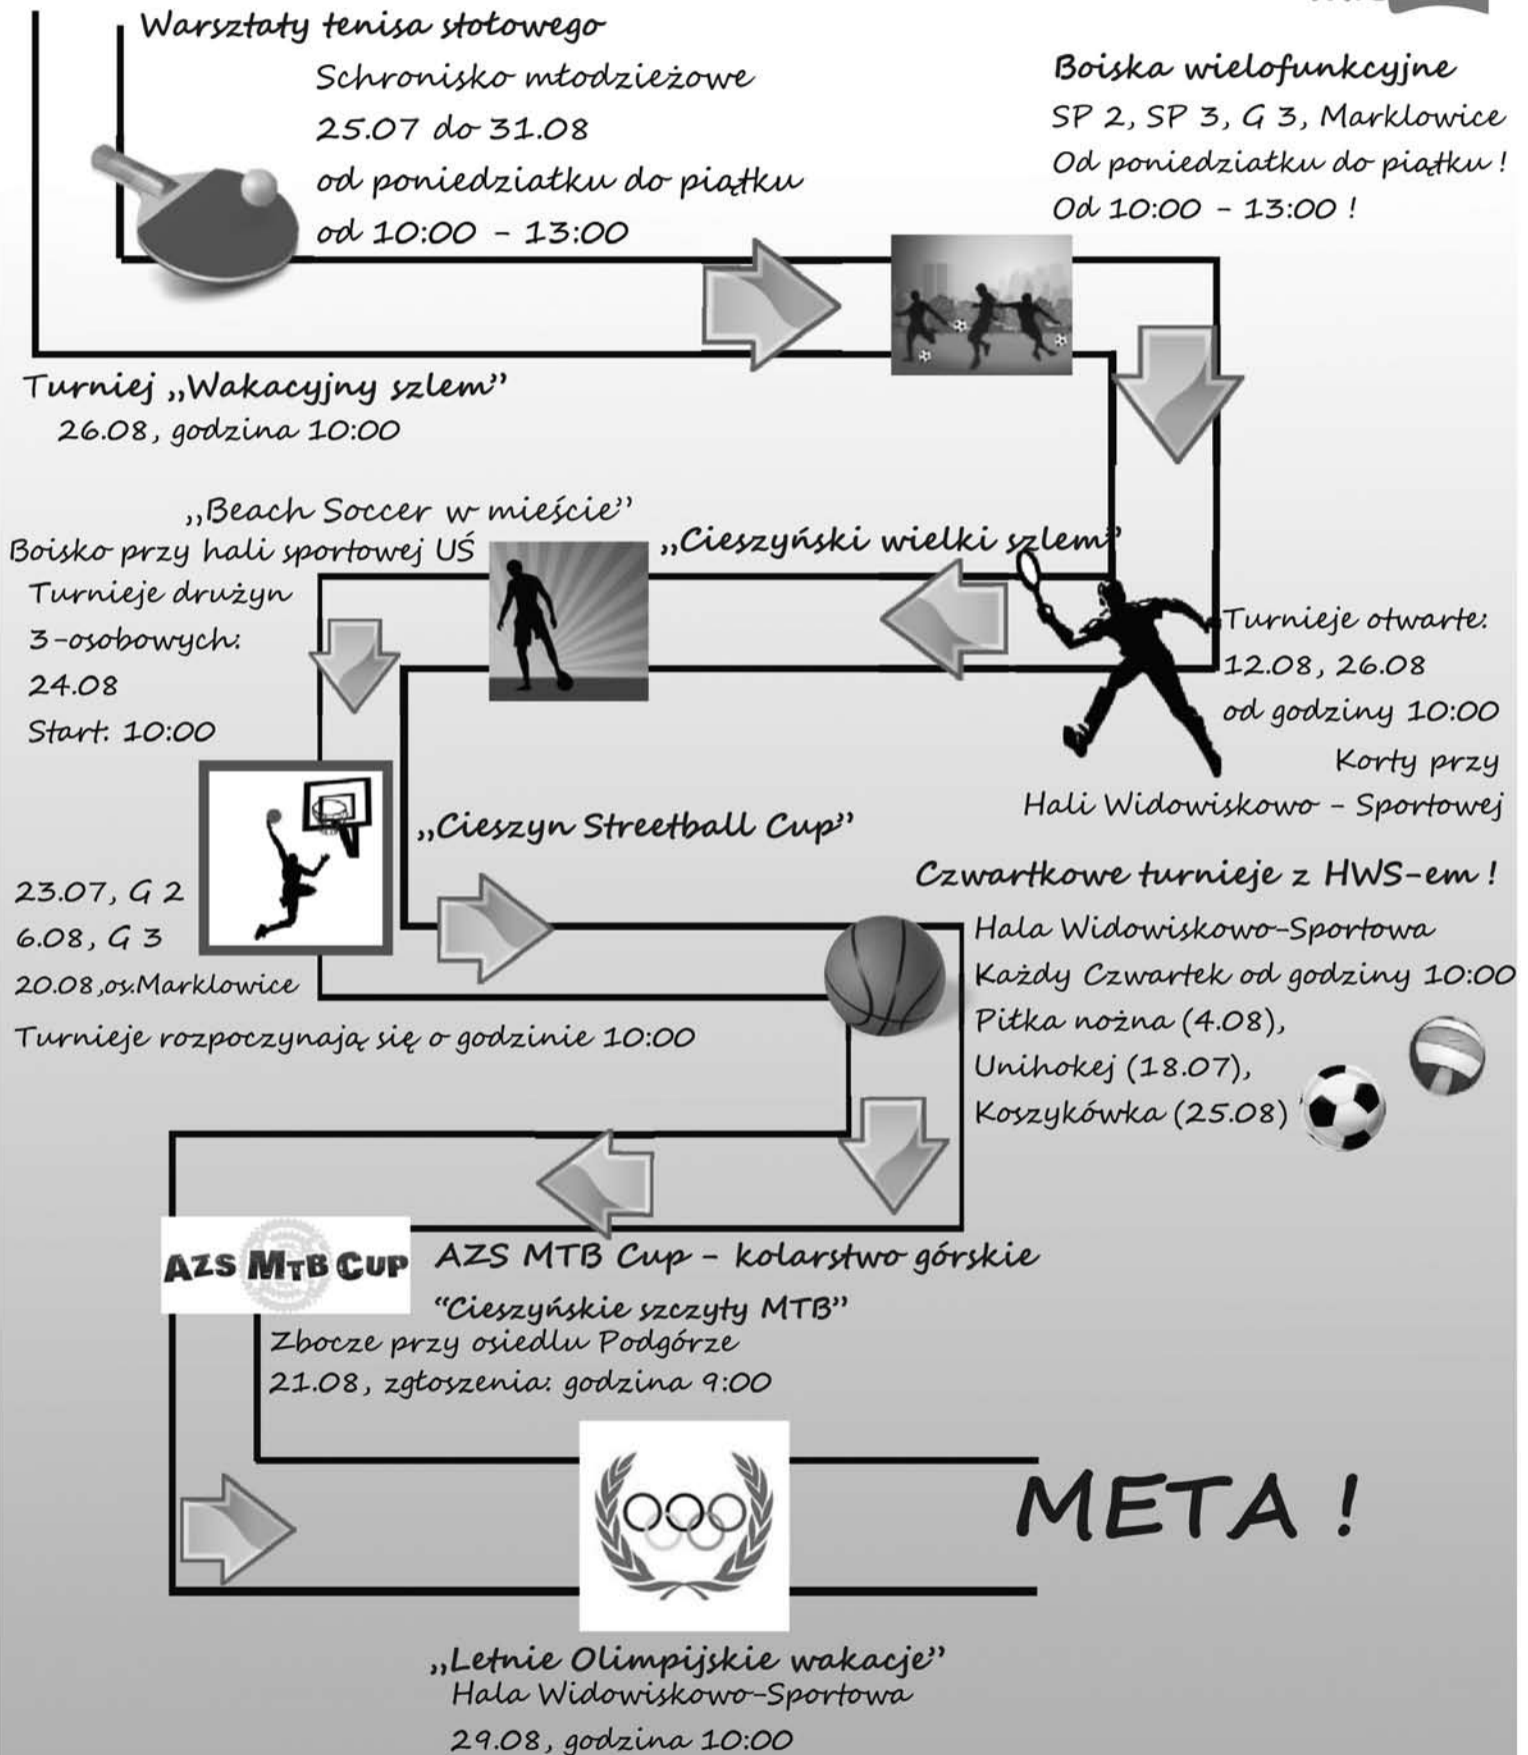 Warsztaty tenisa stołowego
Schronisko młodzieżowe
25.07 do 31.08
od poniedziałku do piątku
od 10:00 - 13:00
Boiska wielofunkcyjne
SP 2, SP 3, G 3, Marklowice
Od poniedziałku do piątku !
Od 10:00 - 13:00 !
Turniej „Wakacyjny szlem”
26.08, godzina 10:00
„Beach Soccer w mieście”
Boisko przy hali sportowej UŚ
Turnieje drużyn
3-osobowych:
24.08
Start: 10:00
„Cieszyński wielki szlem”
Turnieje otwarte:
12.08, 26.08
od godziny 10:00
Korty przy
Hali Widowiskowo - Sportowej
„Cieszyn Streetball Cup”
23.07, G 2
6.08, G 3
20.08,os.Marklowice
Turnieje rozpoczynają się o godzinie 10:00
Czwartkowe turnieje z HWS-em !
Hala Widowiskowo-Sportowa
Każdy Czwartek od godziny 10:00
Piłka nożna (4.08),
Unihokej (18.07),
Koszykówka (25.08)
AZS MTB CUP
AZS MTB Cup - kolarstwo górskie
“Cieszyńskie szczyty MTB”
Zbocze przy osiedlu Podgórze
21.08, zgłoszenia: godzina 9:00
META !
„Letnie Olimpijskie wakacje”
Hala Widowiskowo-Sportowa
29.08, godzina 10:00